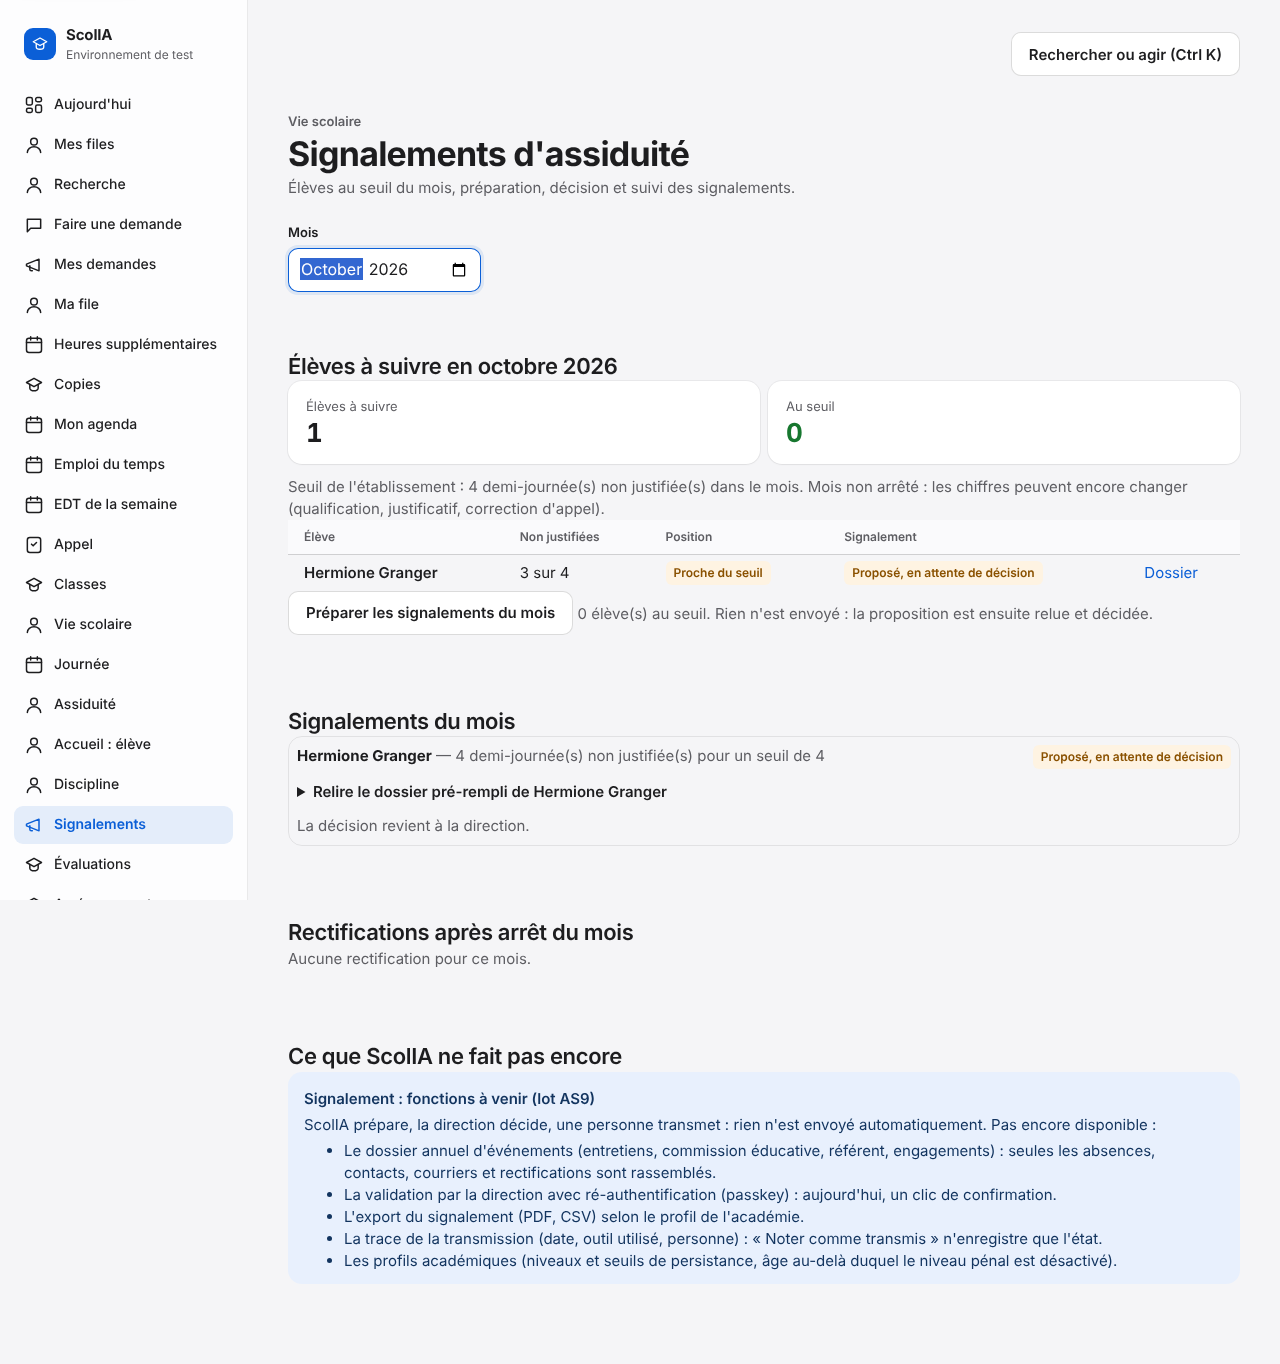 ScolIA
Environnement de test
Aujourd'hui
Mes files
Recherche
Faire une demande
Mes demandes
Ma file
Heures supplémentaires
Copies
Mon agenda
Emploi du temps
EDT de la semaine
Appel
Classes
Vie scolaire
Journée
Assiduité
Accueil : élève
Discipline
Signalements
Évaluations
Rechercher ou agir (Ctrl K)
Vie scolaire
Signalements d'assiduité
Élèves au seuil du mois, préparation, décision et suivi des signalements.
Mois
October 2026
Élèves à suivre en octobre 2026
Élèves à suivre
1
Au seuil
0
Seuil de l'établissement : 4 demi-journée(s) non justifiée(s) dans le mois. Mois non arrêté : les chiffres peuvent encore changer
(qualification, justificatif, correction d'appel).
Élève Non justifiées Position Signalement
Hermione Granger 3 sur 4 Proche du seuil Proposé, en attente de décision Dossier
Préparer les signalements du mois 0 élève(s) au seuil. Rien n'est envoyé : la proposition est ensuite relue et décidée.
Signalements du mois
Hermione Granger — 4 demi-journée(s) non justifiée(s) pour un seuil de 4 Proposé, en attente de décision
Relire le dossier pré-rempli de Hermione Granger
La décision revient à la direction.
Rectifications après arrêt du mois
Aucune rectification pour ce mois.
Ce que ScolIA ne fait pas encore
Signalement : fonctions à venir (lot AS9)
ScolIA prépare, la direction décide, une personne transmet : rien n'est envoyé automatiquement. Pas encore disponible :
• Le dossier annuel d'événements (entretiens, commission éducative, référent, engagements) : seules les absences,
contacts, courriers et rectifications sont rassemblés.
• La validation par la direction avec ré-authentification (passkey) : aujourd'hui, un clic de confirmation.
• L'export du signalement (PDF, CSV) selon le profil de l'académie.
• La trace de la transmission (date, outil utilisé, personne) : « Noter comme transmis » n'enregistre que l'état.
• Les profils académiques (niveaux et seuils de persistance, âge au-delà duquel le niveau pénal est désactivé).